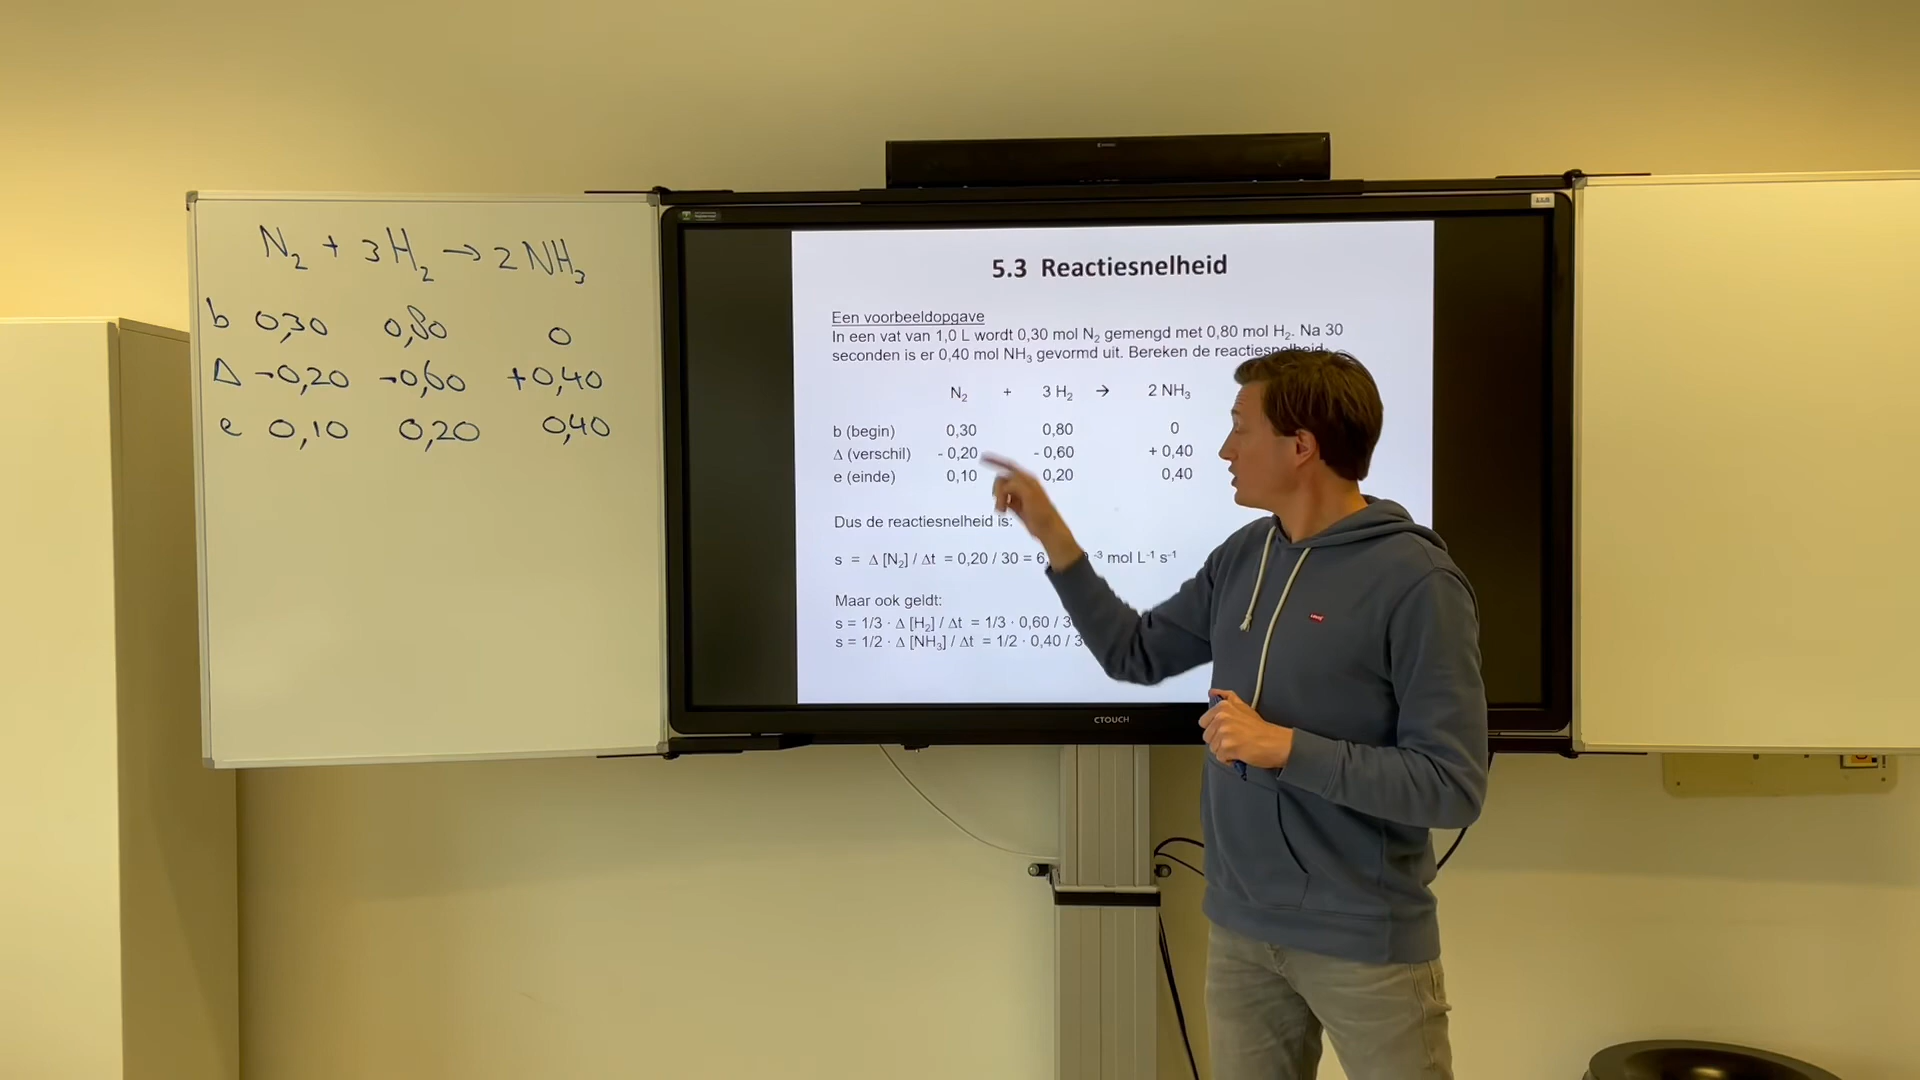 N₂ + 3H₂ → 2NH₃
b 0,30 0,80 0
Δ -0,20 -0,60 +0,40
e 0,10 0,20 0,40
5.3 Reactiesnelheid
Een voorbeeldopgave
In een vat van 1,0 L wordt 0,30 mol N₂ gemengd met 0,80 mol H₂. Na 30
seconden is er 0,40 mol NH₃ gevormd uit. Bereken de reactiesnelheid.
N₂ + 3 H₂ → 2 NH₃
b (begin) 0,30 0,80 0
Δ (verschil) - 0,20 - 0,60 + 0,40
e (einde) 0,10 0,20 0,40
Dus de reactiesnelheid is:
s = Δ [N₂] / Δt = 0,20 / 30 = 6, ⁻³ mol L⁻¹ s⁻¹
Maar ook geldt:
s = 1/3 · Δ [H₂] / Δt = 1/3 · 0,60 / 3
s = 1/2 · Δ [NH₃] / Δt = 1/2 · 0,40 / 3
CTOUCH